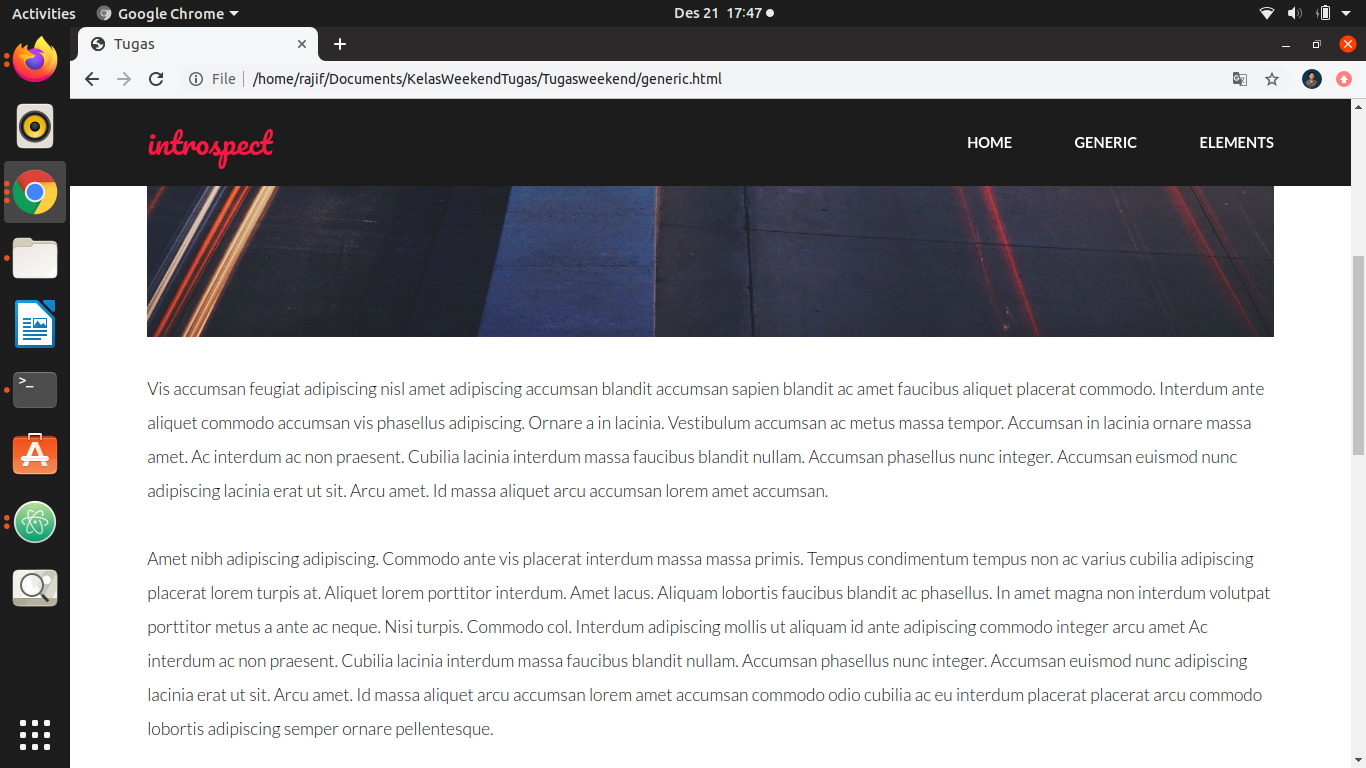 Activities
Google Chrome
Des 21 17:47
Tugas
File
/home/rajif/Documents/KelasWeekendTugas/Tugasweekend/generic.html
introspect
HOME
GENERIC
ELEMENTS
>_
Vis accumsan feugiat adipiscing nisl amet adipiscing accumsan blandit accumsan sapien blandit ac amet faucibus aliquet placerat commodo. Interdum ante
aliquet commodo accumsan vis phasellus adipiscing. Ornare a in lacinia. Vestibulum accumsan ac metus massa tempor. Accumsan in lacinia ornare massa
amet. Ac interdum ac non praesent. Cubilia lacinia interdum massa faucibus blandit nullam. Accumsan phasellus nunc integer. Accumsan euismod nunc
adipiscing lacinia erat ut sit. Arcu amet. Id massa aliquet arcu accumsan lorem amet accumsan.
Amet nibh adipiscing adipiscing. Commodo ante vis placerat interdum massa massa primis. Tempus condimentum tempus non ac varius cubilia adipiscing
placerat lorem turpis at. Aliquet lorem porttitor interdum. Amet lacus. Aliquam lobortis faucibus blandit ac phasellus. In amet magna non interdum volutpat
porttitor metus a ante ac neque. Nisi turpis. Commodo col. Interdum adipiscing mollis ut aliquam id ante adipiscing commodo integer arcu amet Ac
interdum ac non praesent. Cubilia lacinia interdum massa faucibus blandit nullam. Accumsan phasellus nunc integer. Accumsan euismod nunc adipiscing
lacinia erat ut sit. Arcu amet. Id massa aliquet arcu accumsan lorem amet accumsan commodo odio cubilia ac eu interdum placerat placerat arcu commodo
lobortis adipiscing semper ornare pellentesque.